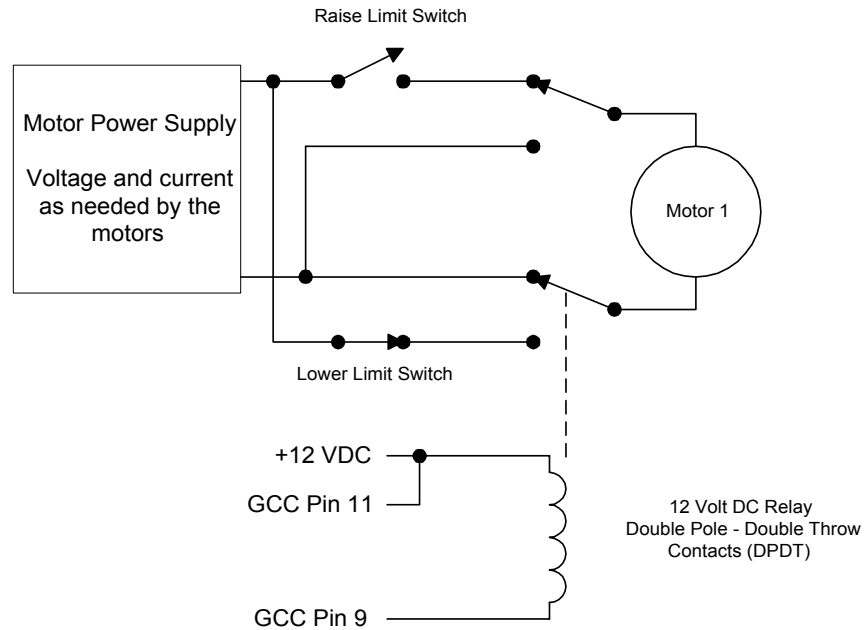 Raise Limit Switch
Motor Power Supply
Voltage and current
as needed by the
motors
Motor 1
Lower Limit Switch
+12 VDC
GCC Pin 11
12 Volt DC Relay
Double Pole - Double Throw
Contacts (DPDT)
GCC Pin 9